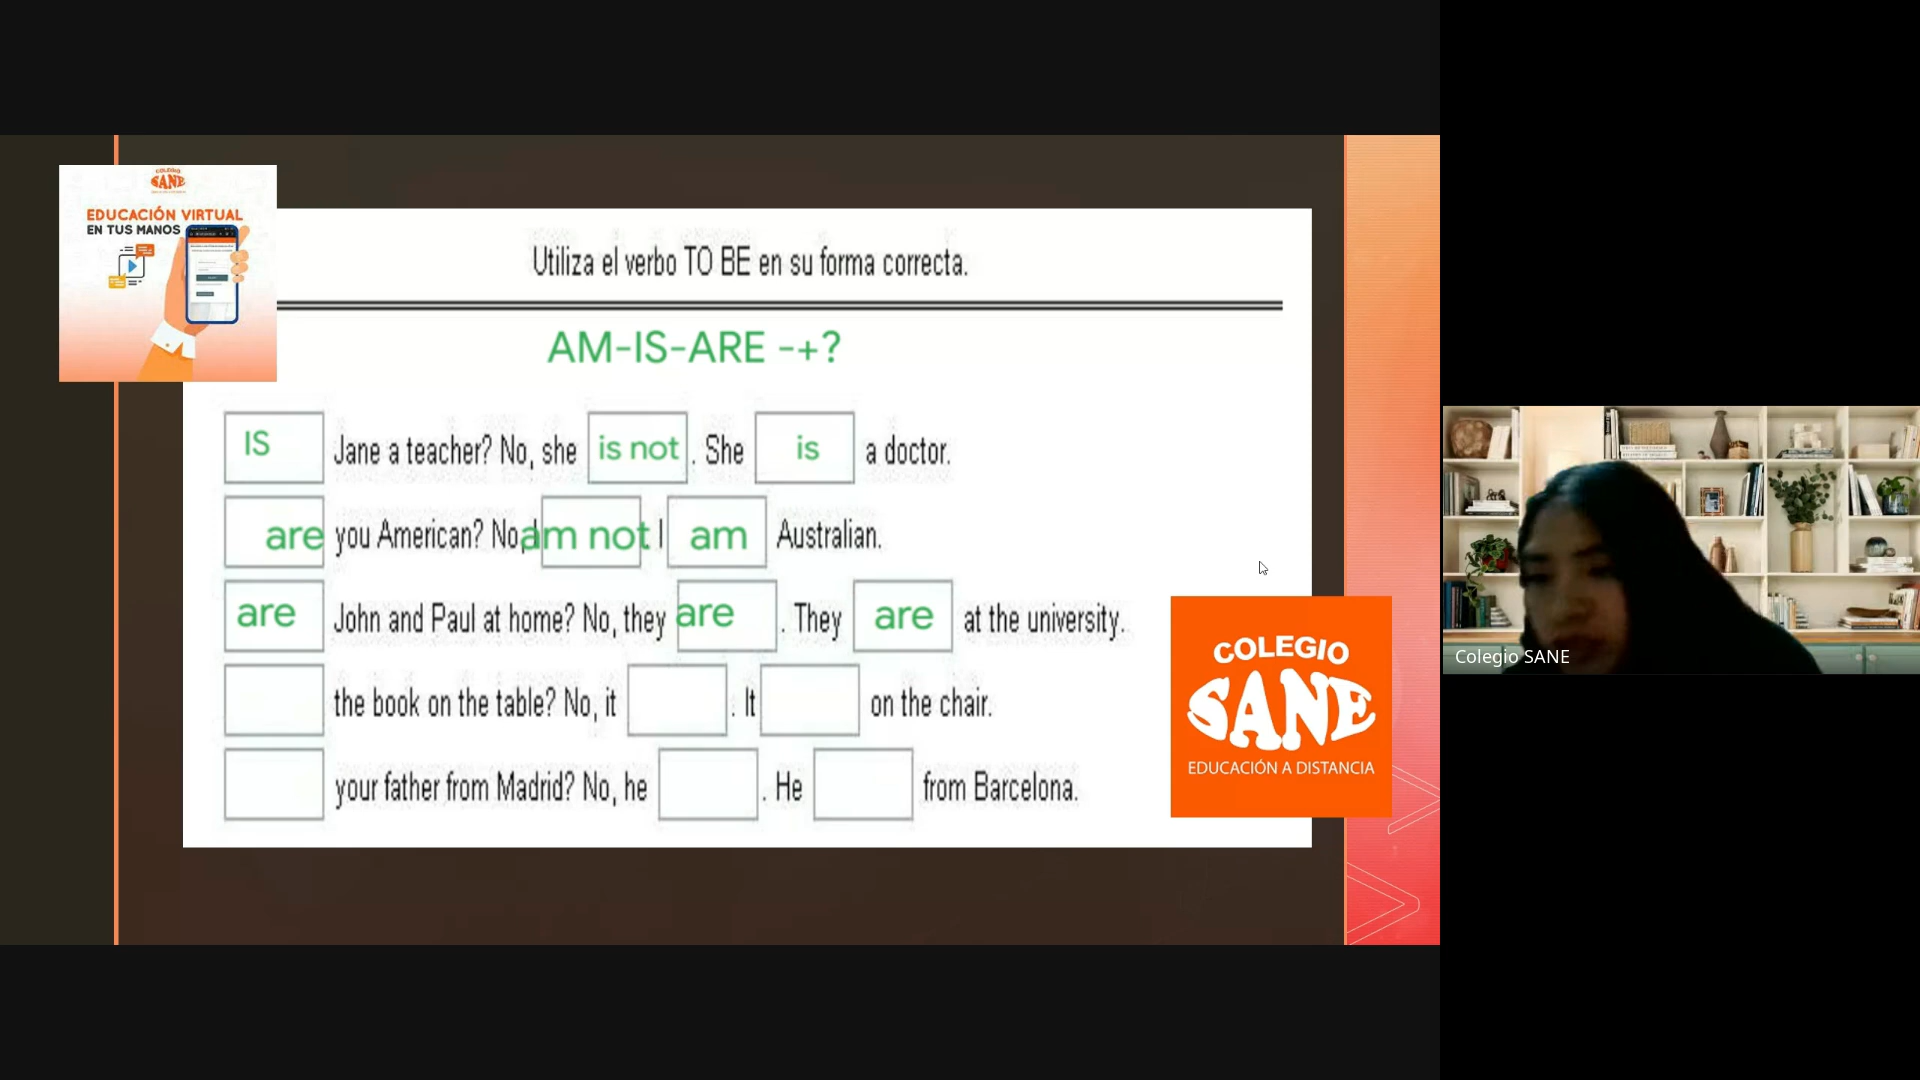 COLEGIO
SANE
EDUCACIÓN VIRTUAL
EN TUS MANOS
Utiliza el verbo TO BE en su forma correcta.
AM-IS-ARE -+?
IS Jane a teacher? No, she is not . She is a doctor.
are you American? No, I am not I am Australian.
are John and Paul at home? No, they are . They are at the university.
the book on the table? No, it . It on the chair.
your father from Madrid? No, he . He from Barcelona.
COLEGIO
SANE
EDUCACIÓN A DISTANCIA
Colegio SANE